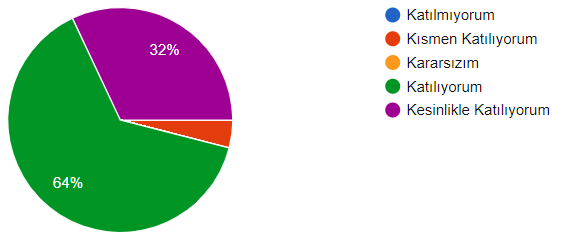 32%
64%
Katılmıyorum
Kısmen Katılıyorum
Kararsızım
Katılıyorum
Kesinlikle Katılıyorum